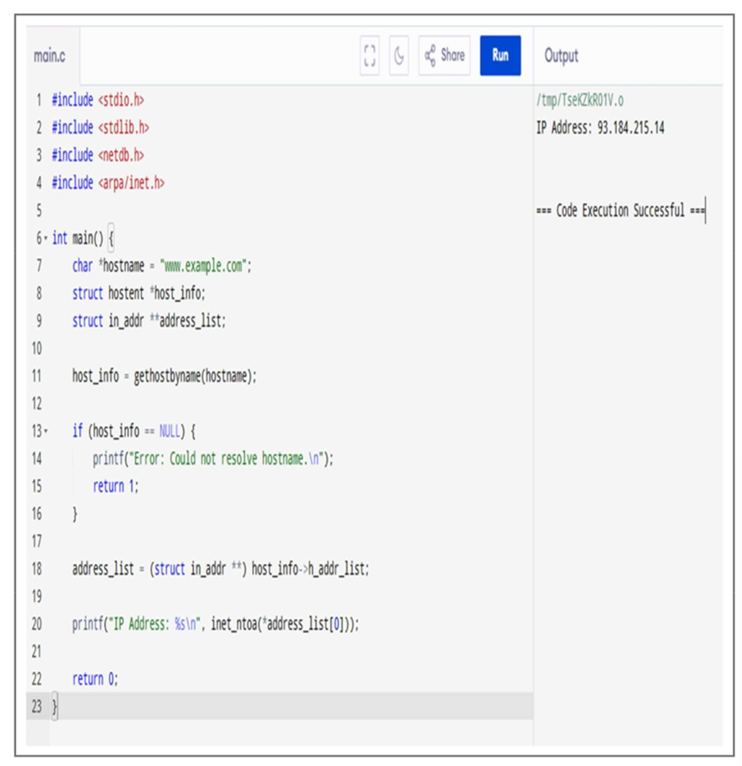 main.c
Share
Run
Output
1 #include <stdio.h>
2 #include <stdlib.h>
3 #include <netdb.h>
4 #include <arpa/inet.h>
5
6 int main() {
7 char *hostname = "www.example.com";
8 struct hostent *host_info;
9 struct in_addr **address_list;
10
11 host_info = gethostbyname(hostname);
12
13 if (host_info == NULL) {
14 printf("Error: Could not resolve hostname.\n");
15 return 1;
16 }
17
18 address_list = (struct in_addr **) host_info->h_addr_list;
19
20 printf("IP Address: %s\n", inet_ntoa(*address_list[0]));
21
22 return 0;
23 }
/tmp/TseKZkR01V.o
IP Address: 93.184.215.14
=== Code Execution Successful ===